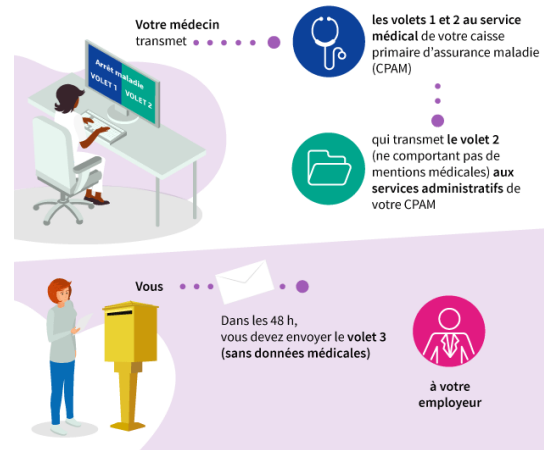 Votre médecin
transmet
les volets 1 et 2 au service
médical de votre caisse
primaire d'assurance maladie
(CPAM)
Arrêt maladie
VOLET 1
VOLET 2
qui transmet le volet 2
(ne comportant pas de
mentions médicales) aux
services administratifs de
votre CPAM
Vous
Dans les 48 h,
vous devez envoyer le volet 3
(sans données médicales)
à votre
employeur